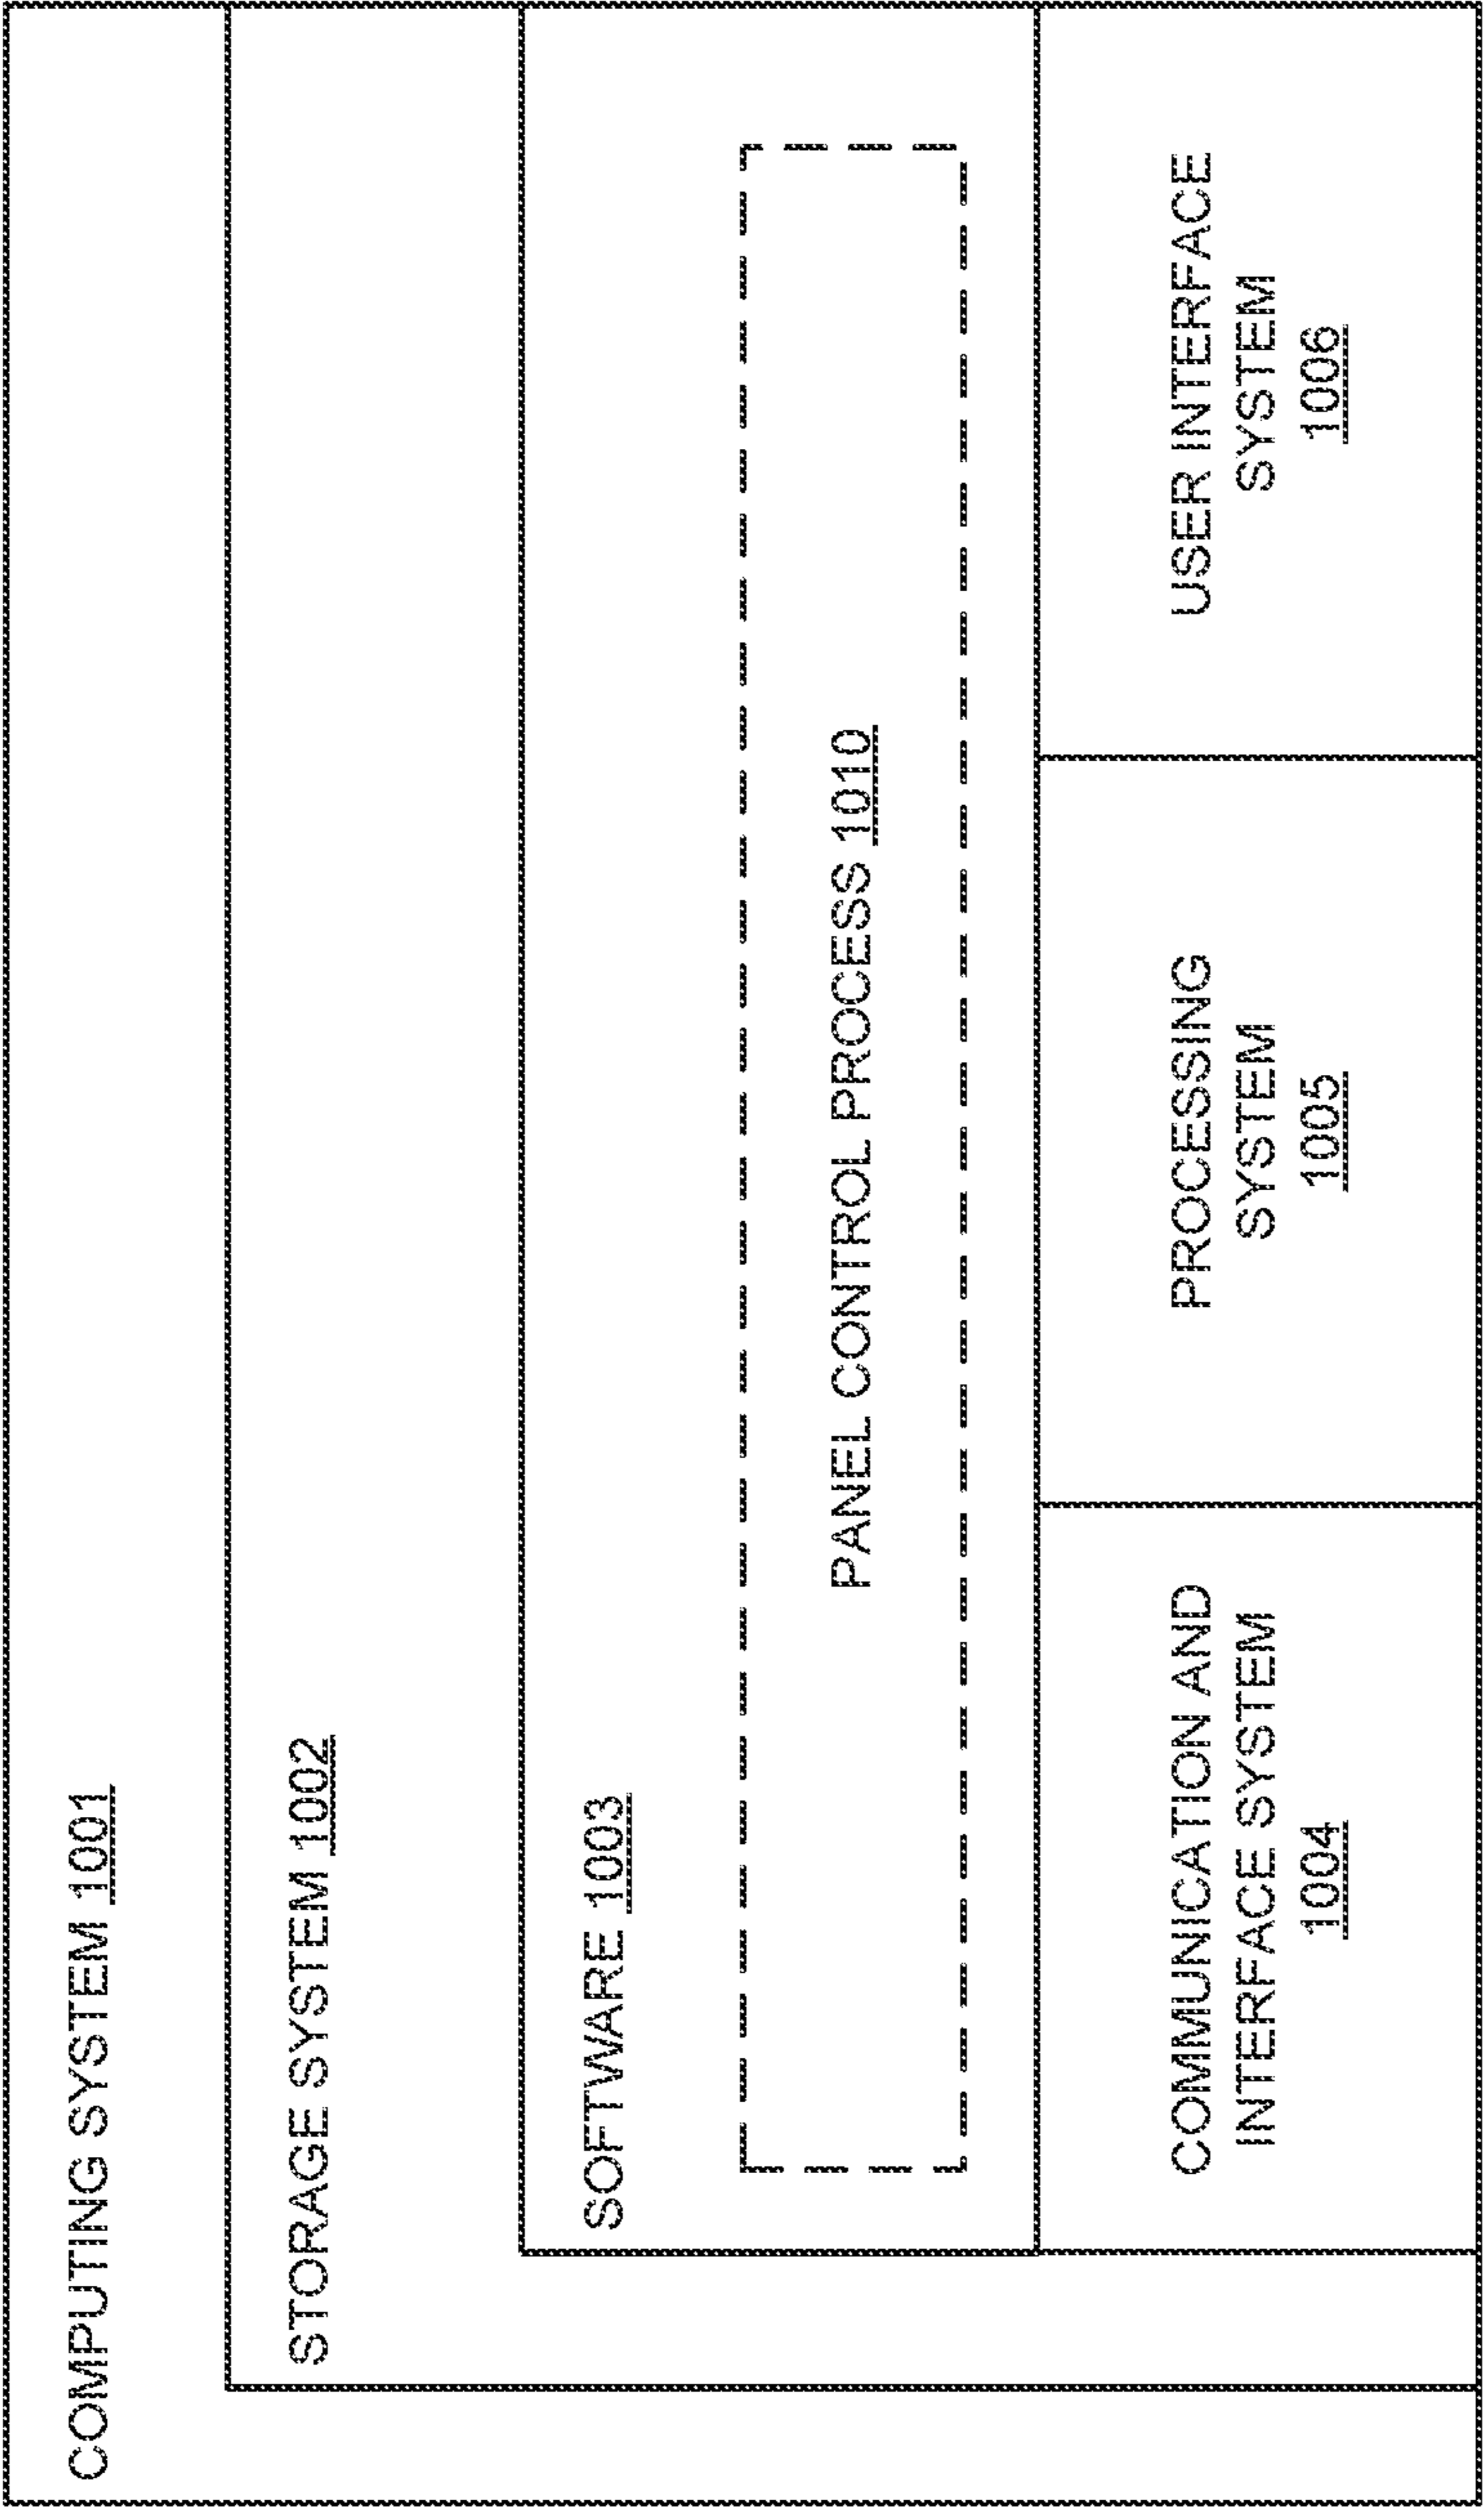 COMPUTING SYSTEM 1001
STORAGE SYSTEM 1002
SOFTWARE 1003
PANEL CONTROL PROCESS 1010
COMMUNICATION AND
INTERFACE SYSTEM
1004
PROCESSING
SYSTEM
1005
USER INTERFACE
SYSTEM
1006